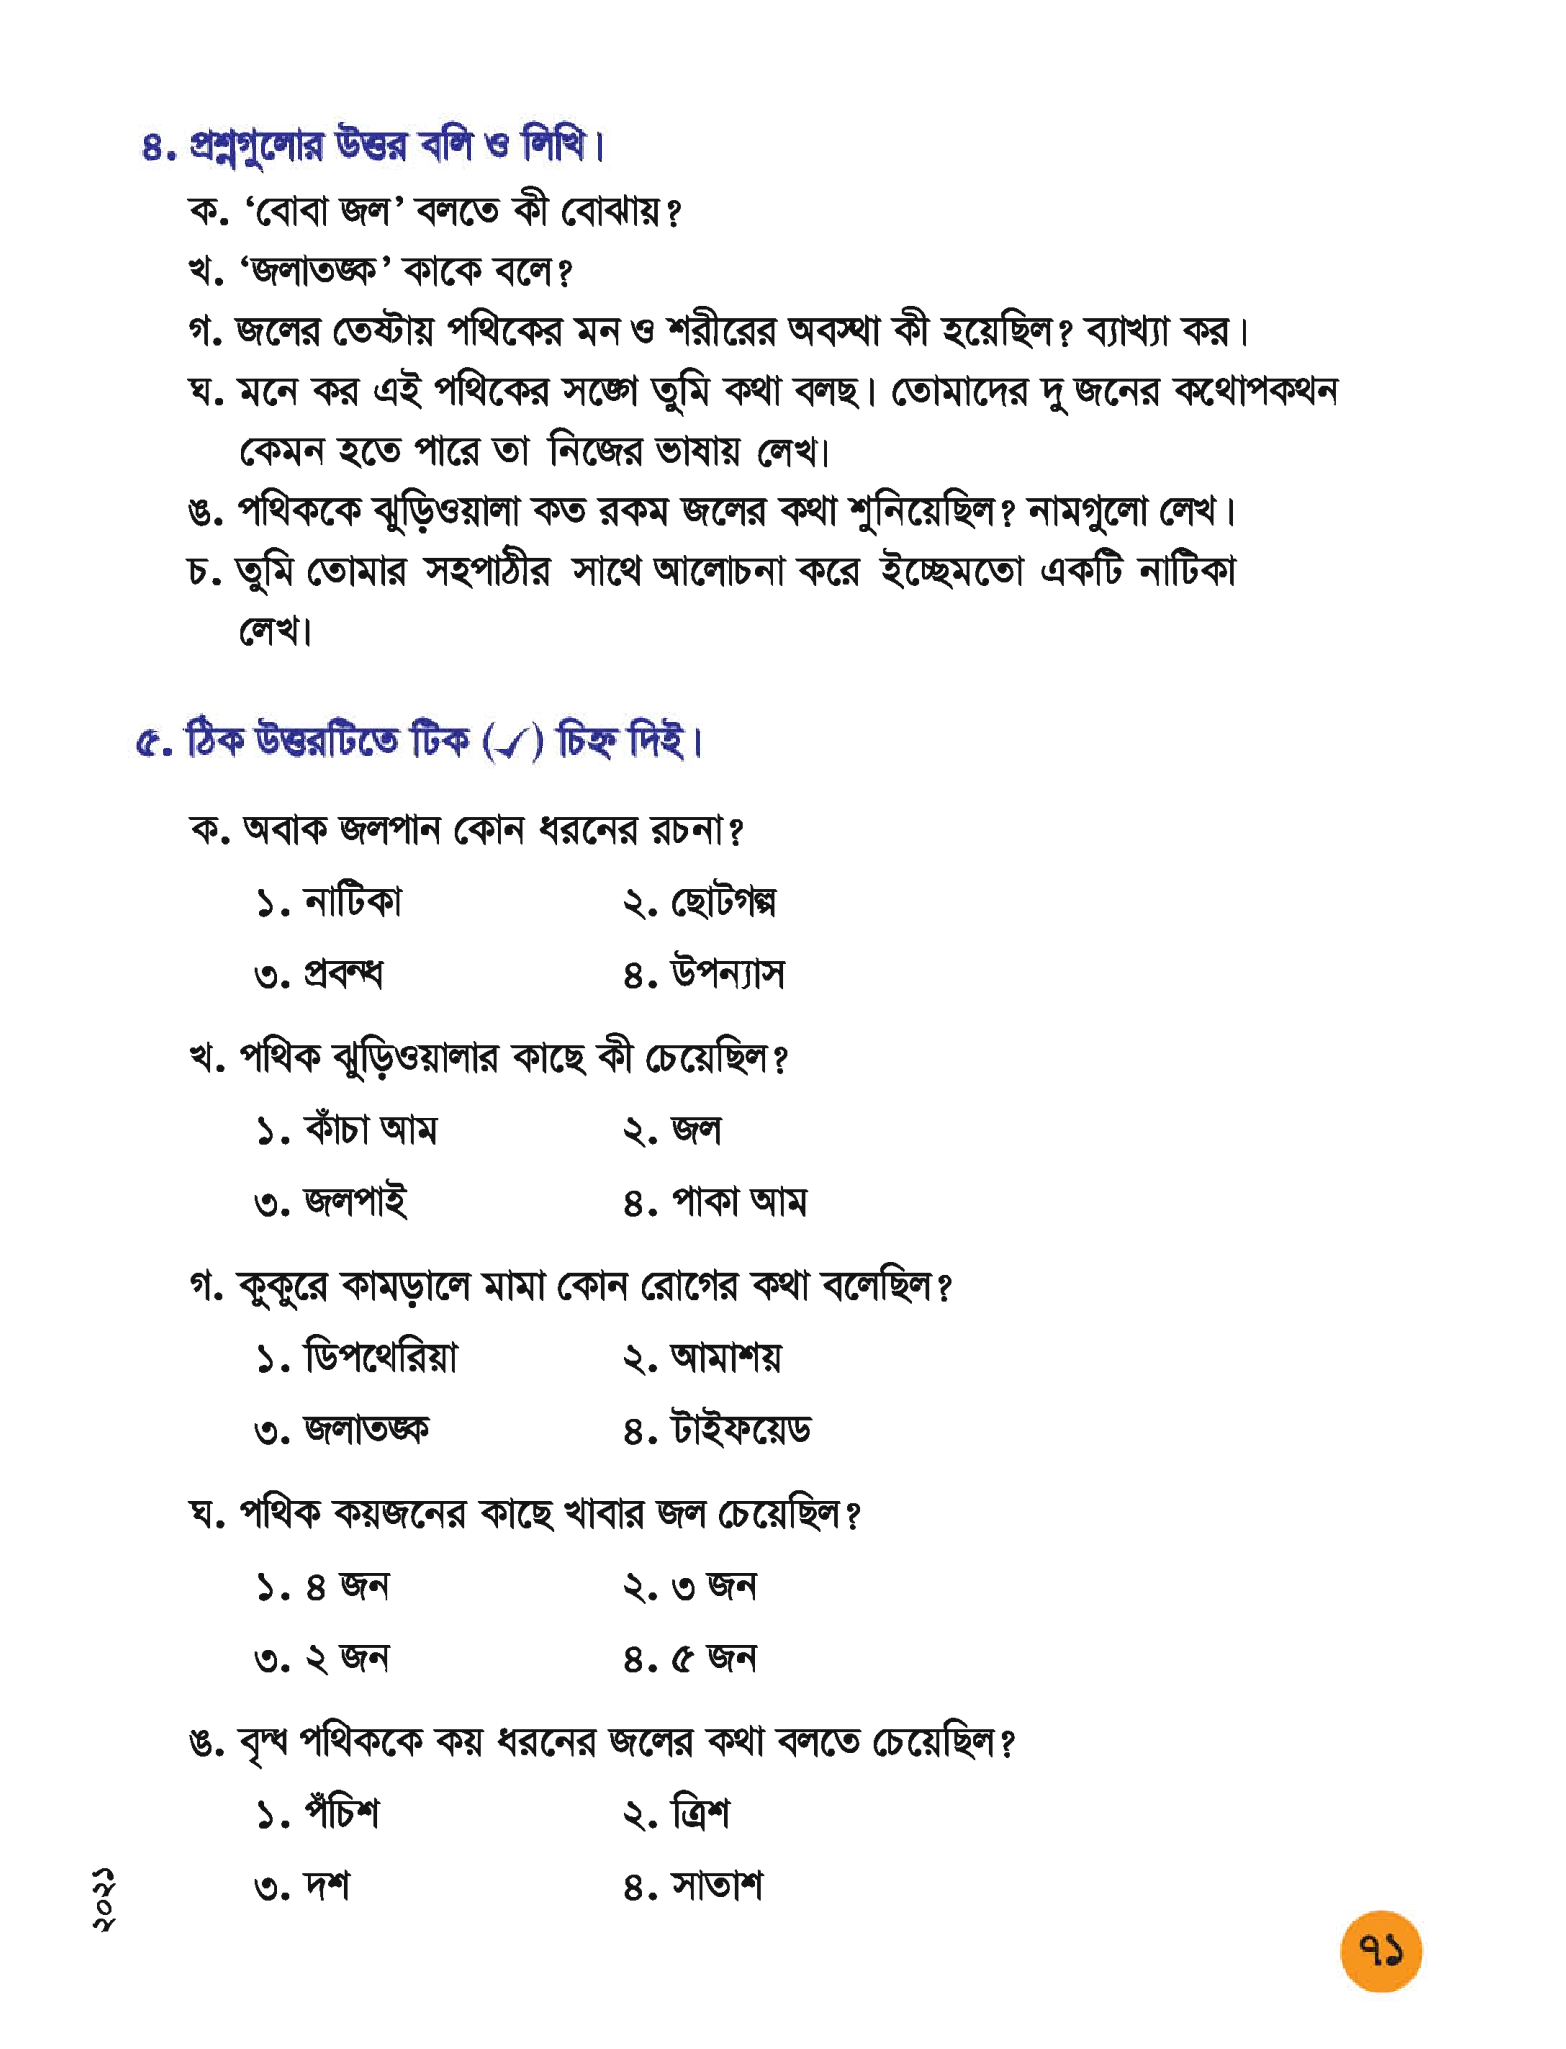 ৪. প্রশ্নগুলোর উত্তর বলি ও লিখি।
ক. ‘বোবা জল’ বলতে কী বোঝায়?
খ. ‘জলাতঙ্ক’ কাকে বলে?
গ. জলের তেষ্টায় পথিকের মন ও শরীরের অবস্থা কী হয়েছিল? ব্যাখ্যা কর।
ঘ. মনে কর এই পথিকের সঙ্গে তুমি কথা বলছ। তোমাদের দু জনের কথোপকথন
কেমন হতে পারে তা নিজের ভাষায় লেখ।
ঙ. পথিককে ঝুড়িওয়ালা কত রকম জলের কথা শুনিয়েছিল? নামগুলো লেখ।
চ. তুমি তোমার সহপাঠীর সাথে আলোচনা করে ইচ্ছেমতো একটি নাটিকা
লেখ।
৫. ঠিক উত্তরটিতে টিক (✓) চিহ্ন দিই।
ক. অবাক জলপান কোন ধরনের রচনা?
১. নাটিকা ২. ছোটগল্প
৩. প্রবন্ধ ৪. উপন্যাস
খ. পথিক ঝুড়িওয়ালার কাছে কী চেয়েছিল?
১. কাঁচা আম ২. জল
৩. জলপাই ৪. পাকা আম
গ. কুকুরে কামড়ালে মামা কোন রোগের কথা বলেছিল?
১. ডিপথেরিয়া ২. আমাশয়
৩. জলাতঙ্ক ৪. টাইফয়েড
ঘ. পথিক কয়জনের কাছে খাবার জল চেয়েছিল?
১. ৪ জন ২. ৩ জন
৩. ২ জন ৪. ৫ জন
ঙ. বৃদ্ধ পথিককে কয় ধরনের জলের কথা বলতে চেয়েছিল?
১. পঁচিশ ২. ত্রিশ
৩. দশ ৪. সাতাশ
২০২১
৭১